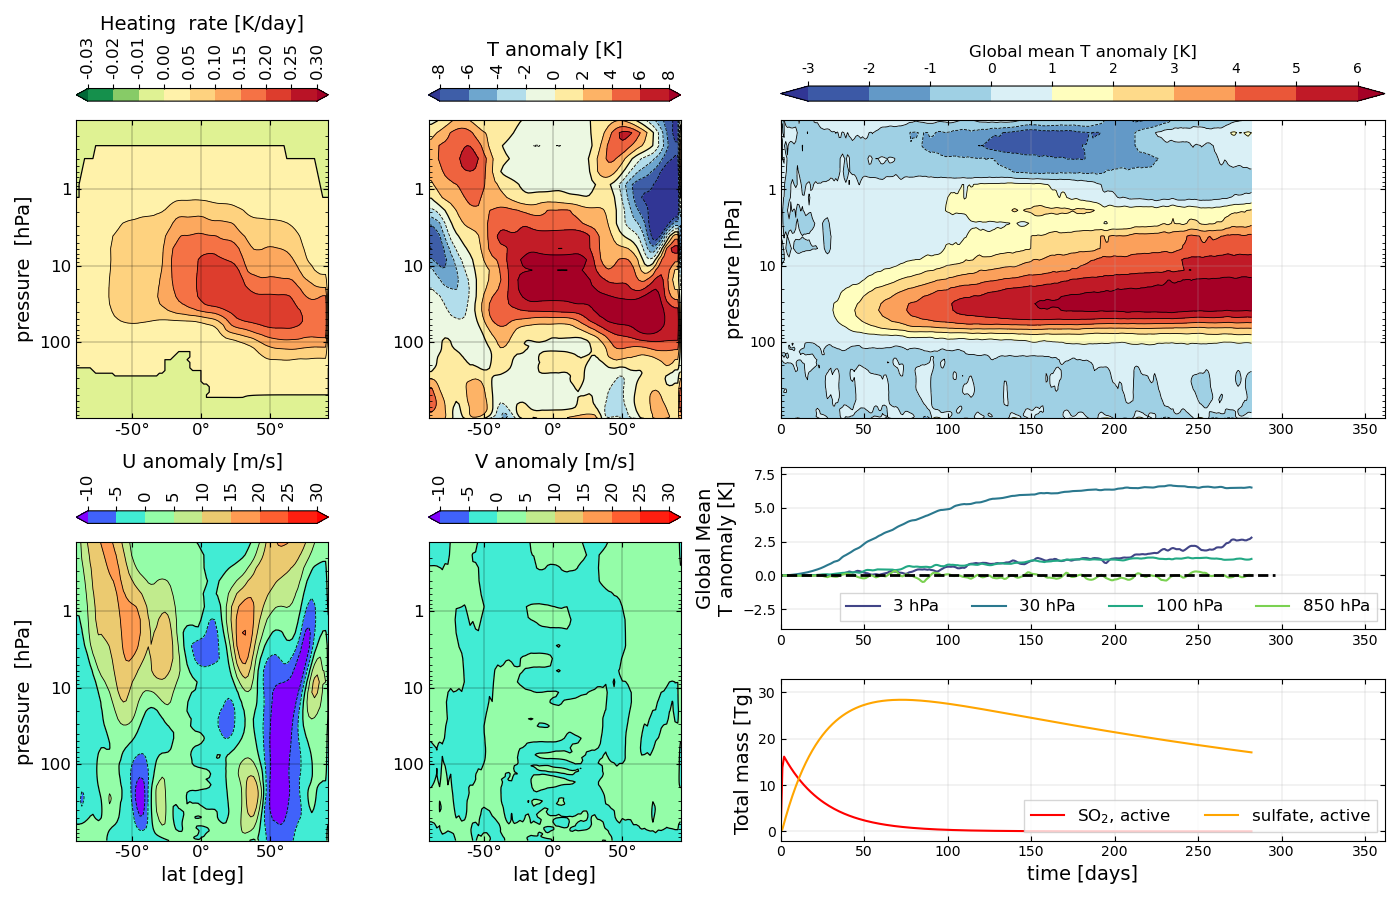 Heating  rate [K/day]
-0.03 -0.02 -0.01 0.00 0.05 0.10 0.15 0.20 0.25 0.30
T anomaly [K]
-8 -6 -4 -2 0 2 4 6 8
Global mean T anomaly [K]
-3 -2 -1 0 1 2 3 4 5 6
pressure  [hPa]
1
10
100
-50° 0° 50°
1
10
100
-50° 0° 50°
pressure  [hPa]
1
10
100
0 50 100 150 200 250 300 350
U anomaly [m/s]
-10 -5 0 5 10 15 20 25 30
V anomaly [m/s]
-10 -5 0 5 10 15 20 25 30
pressure  [hPa]
1
10
100
-50° 0° 50°
lat [deg]
1
10
100
-50° 0° 50°
lat [deg]
Global Mean
T anomaly [K]
7.5
5.0
2.5
0.0
−2.5
3 hPa 30 hPa 100 hPa 850 hPa
0 50 100 150 200 250 300 350
Total mass [Tg]
30
20
10
0
SO₂, active sulfate, active
0 50 100 150 200 250 300 350
time [days]